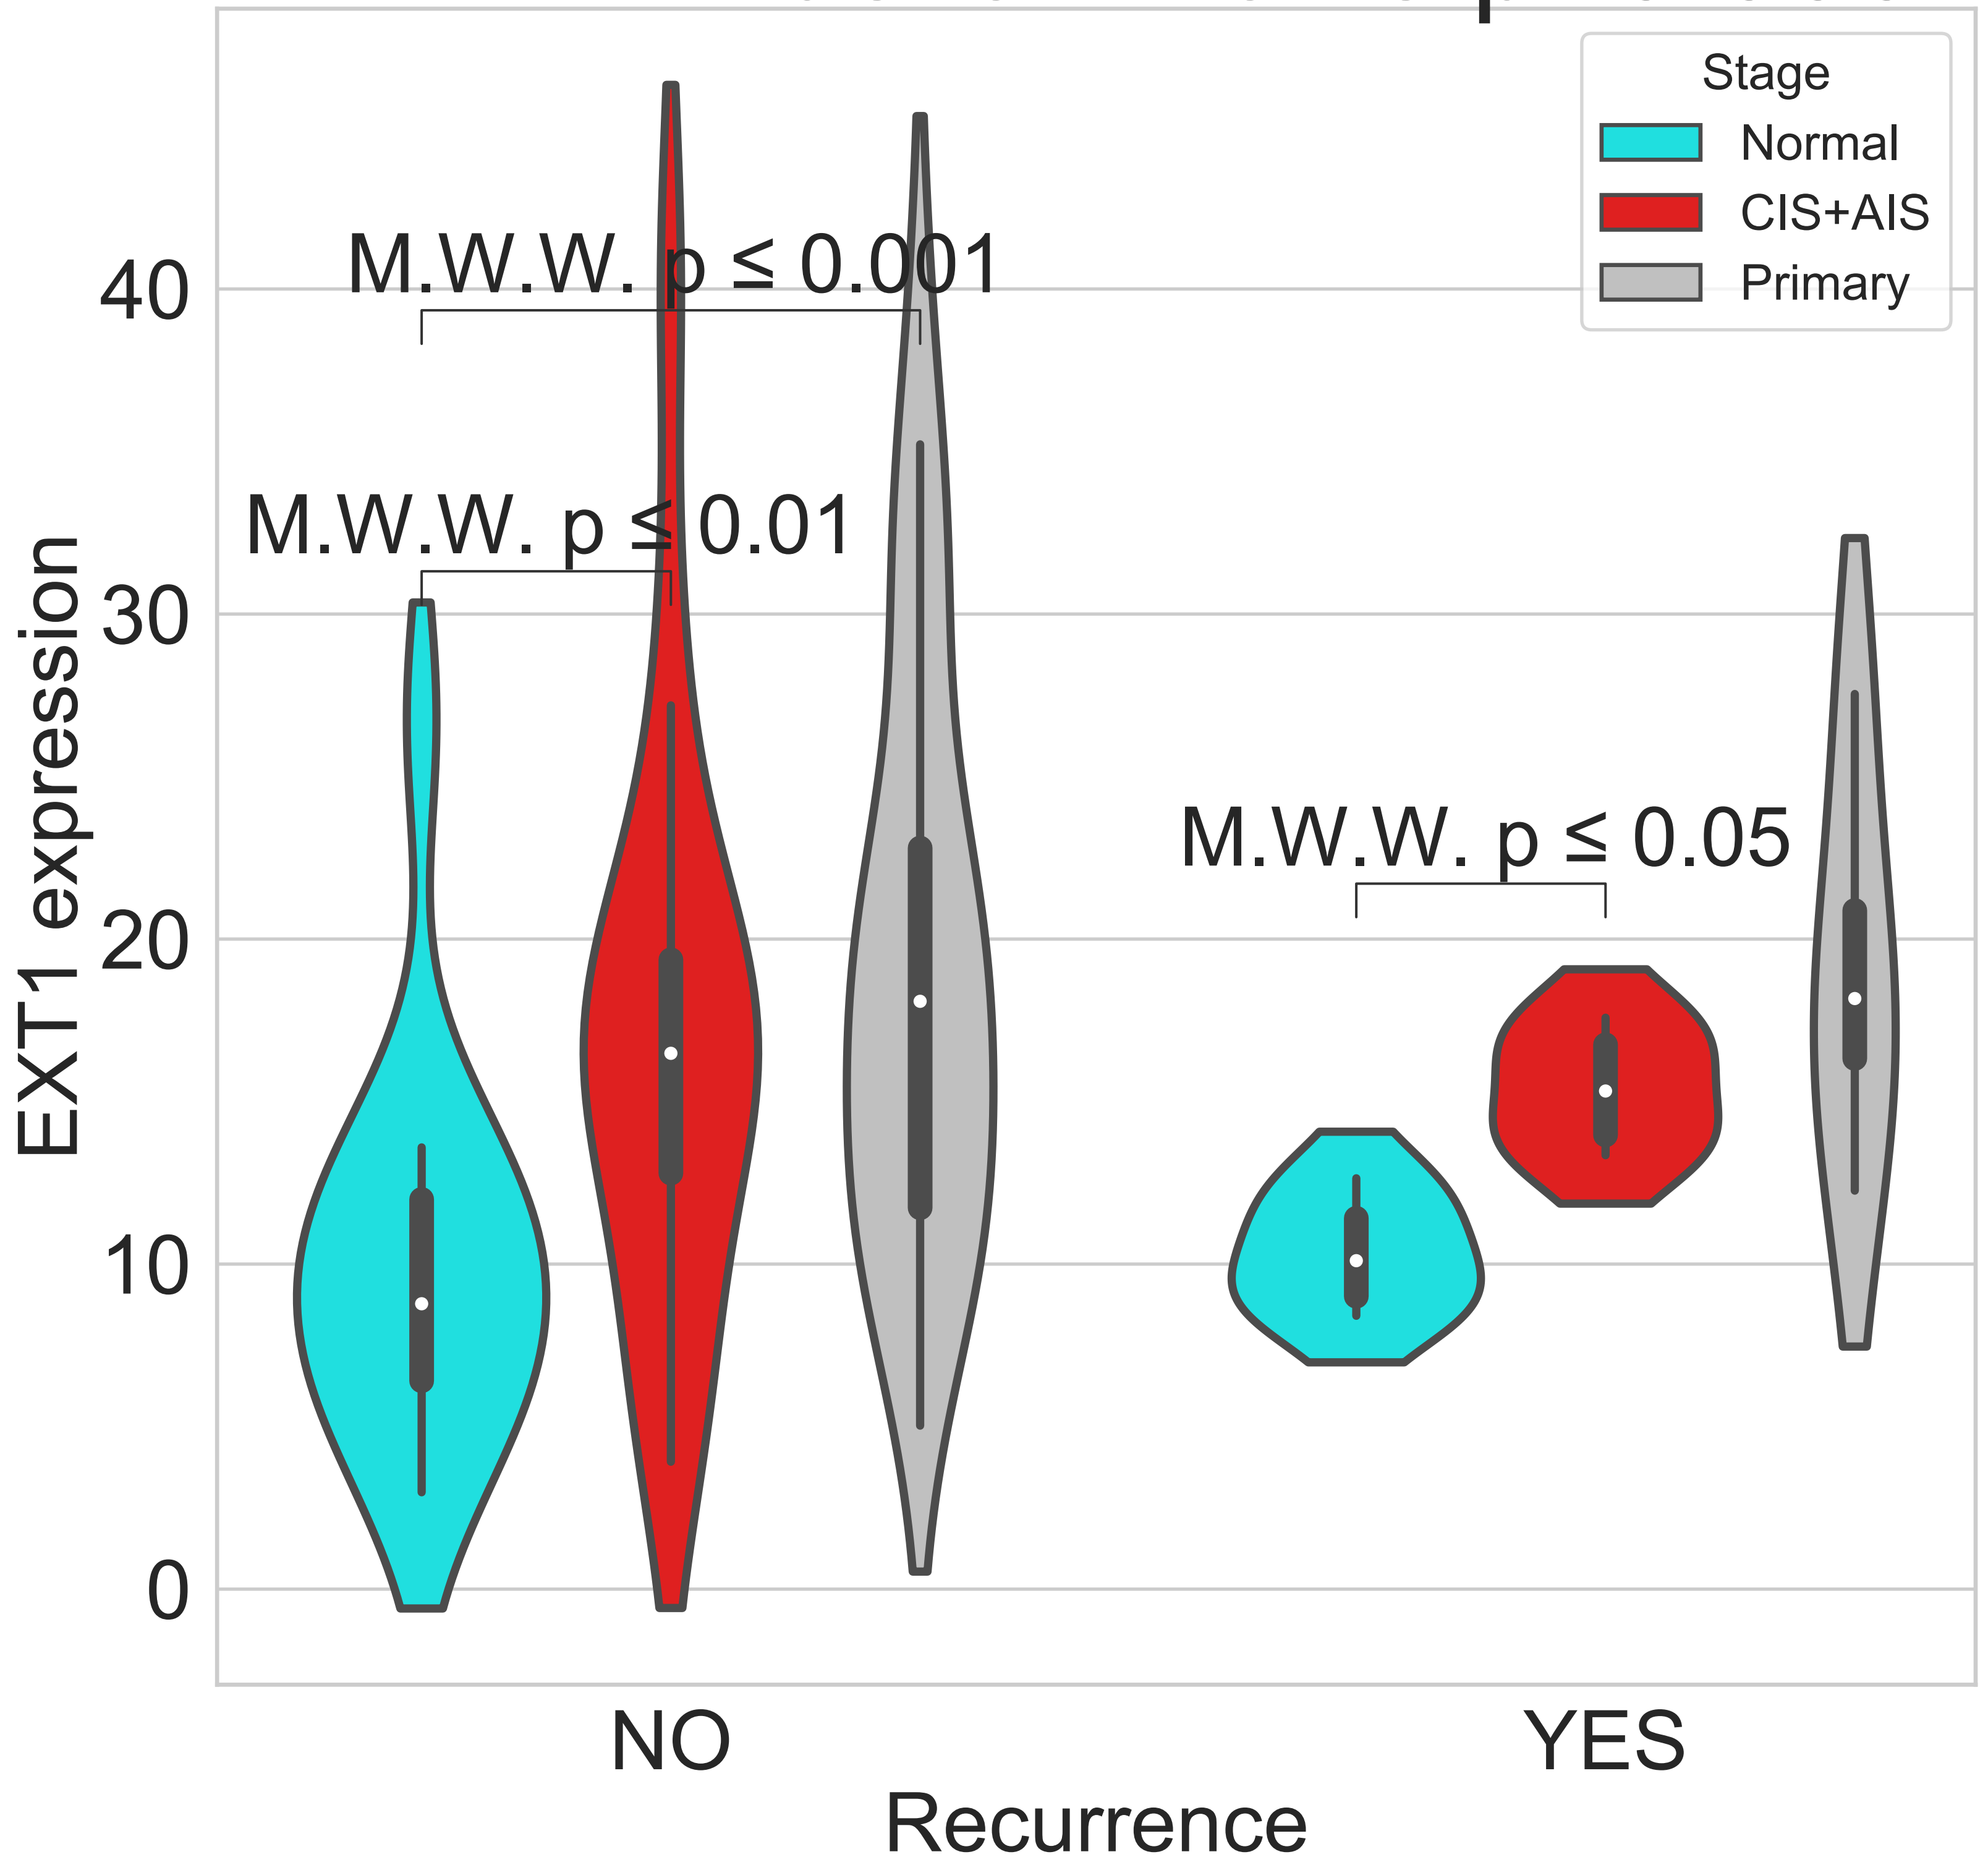 Stage
Normal
CIS+AIS
Primary
M.W.W. p ≤ 0.001
M.W.W. p ≤ 0.01
M.W.W. p ≤ 0.05
EXT1 expression
40
30
20
10
0
NO
YES
Recurrence